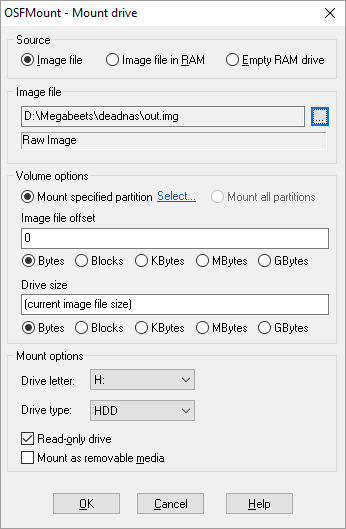 OSFMount - Mount drive
Source
Image file Image file in RAM Empty RAM drive
Image file
D:\Megabeets\deadnas\out.img ...
Raw Image
Volume options
Mount specified partition Select... Mount all partitions
Image file offset
0
Bytes Blocks KBytes MBytes GBytes
Drive size
(current image file size)
Bytes Blocks KBytes MBytes GBytes
Mount options
Drive letter: H:
Drive type: HDD
Read-only drive
Mount as removable media
OK Cancel Help